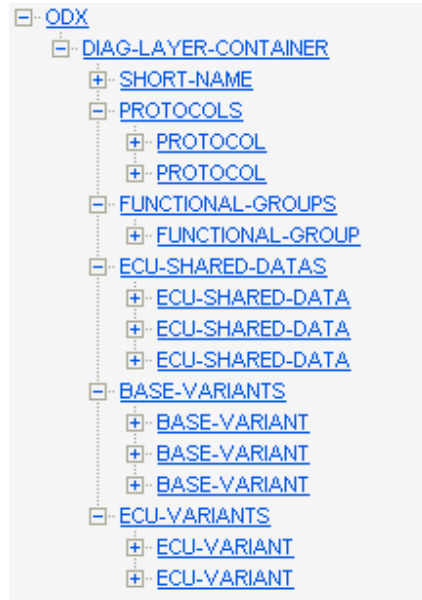 ODX
DIAG-LAYER-CONTAINER
SHORT-NAME
PROTOCOLS
PROTOCOL
PROTOCOL
FUNCTIONAL-GROUPS
FUNCTIONAL-GROUP
ECU-SHARED-DATAS
ECU-SHARED-DATA
ECU-SHARED-DATA
ECU-SHARED-DATA
BASE-VARIANTS
BASE-VARIANT
BASE-VARIANT
BASE-VARIANT
ECU-VARIANTS
ECU-VARIANT
ECU-VARIANT